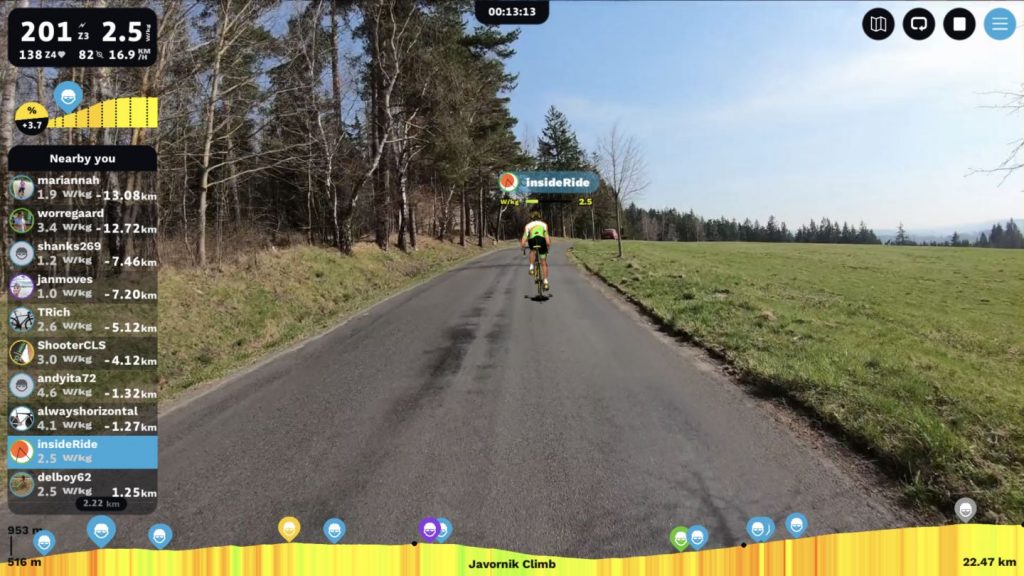 00:13:13
201 Z3 2.5 W/kg
138 Z4 82 16.9 KM/H
%
+3.7
Nearby you
mariannah
1.9 W/kg -13.08km
worregaard
3.4 W/kg -12.72km
shanks269
1.2 W/kg -7.46km
janmoves
1.0 W/kg -7.20km
TRich
2.6 W/kg -5.12km
ShooterCLS
3.0 W/kg -4.12km
andyita72
4.6 W/kg -1.32km
alwayshorizontal
4.1 W/kg -1.27km
insideRide
2.5 W/kg
delboy62
2.5 W/kg 1.25km
2.22 km
insideRide
W/kg 2.5
953 m
516 m
Javornik Climb
22.47 km